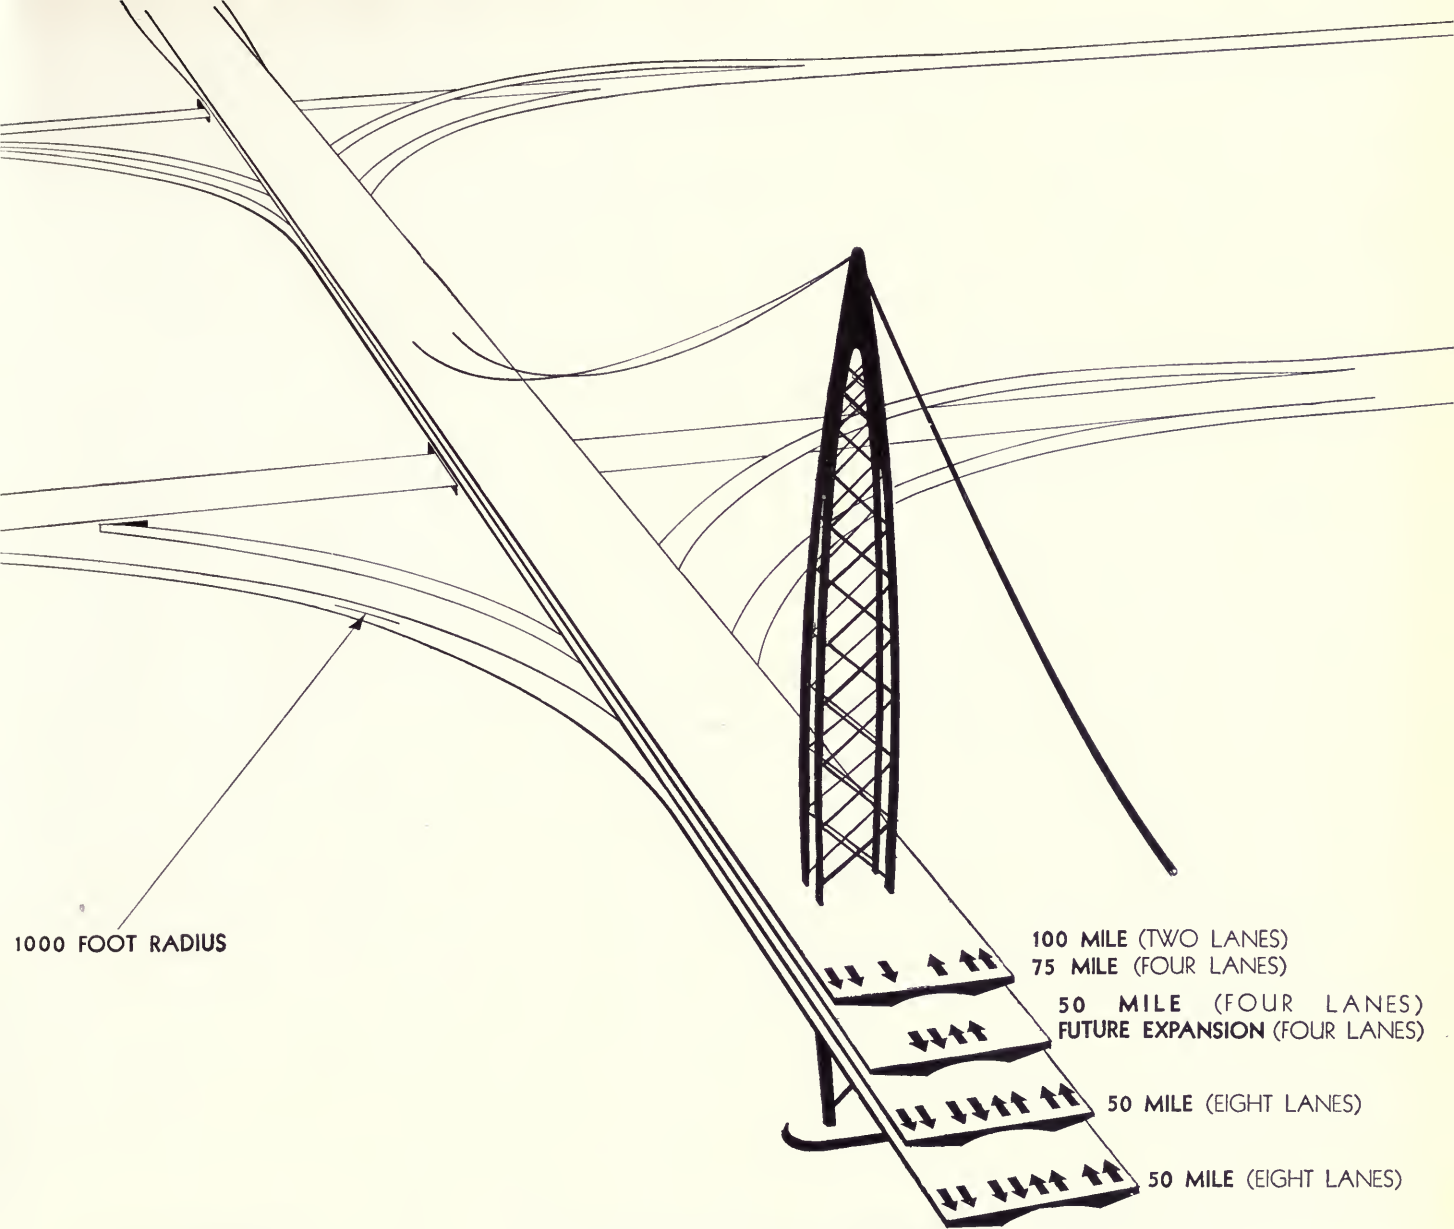 1000 FOOT RADIUS
100 MILE (TWO LANES)
75 MILE (FOUR LANES)
50 MILE (FOUR LANES)
FUTURE EXPANSION (FOUR LANES)
50 MILE (EIGHT LANES)
50 MILE (EIGHT LANES)